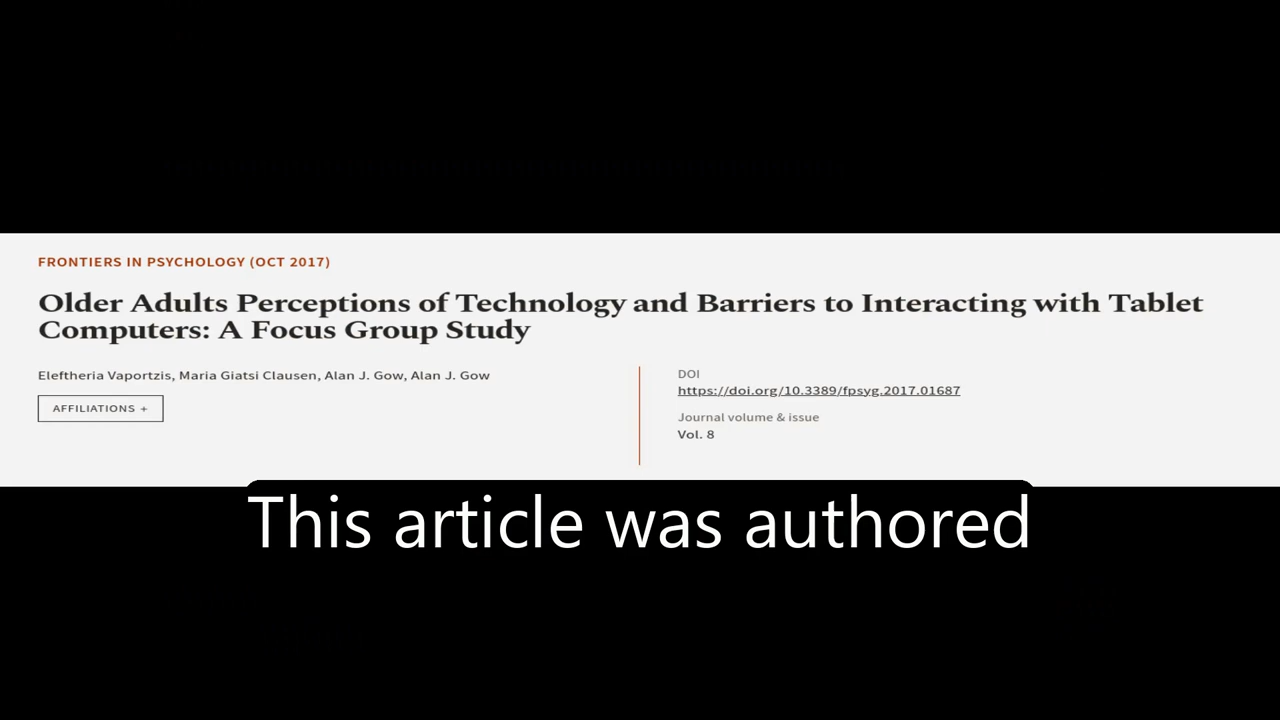 FRONTIERS IN PSYCHOLOGY (OCT 2017)
Older Adults Perceptions of Technology and Barriers to Interacting with Tablet
Computers: A Focus Group Study
Eleftheria Vaportzis, Maria Giatsi Clausen, Alan J. Gow, Alan J. Gow
AFFILIATIONS +
DOI
https://doi.org/10.3389/fpsyg.2017.01687
Journal volume & issue
Vol. 8
This article was authored